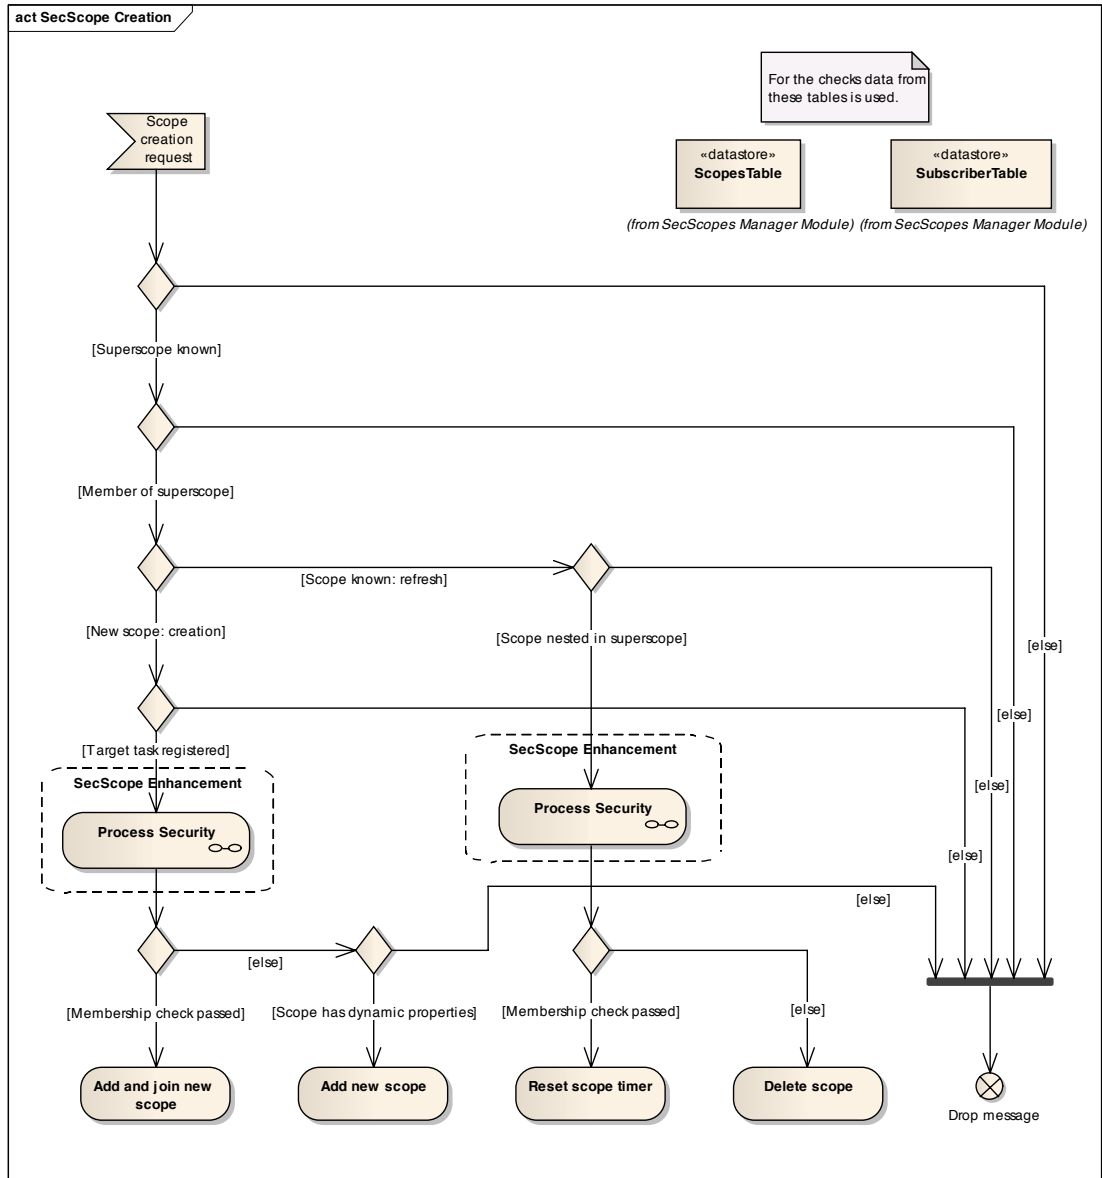 act SecScope Creation
For the checks data from
these tables is used.
Scope
creation
request
«datastore»
ScopesTable
«datastore»
SubscriberTable
(from SecScopes Manager Module)
(from SecScopes Manager Module)
[Superscope known]
[Member of superscope]
[Scope known: refresh]
[New scope: creation]
[Scope nested in superscope]
[else]
[else]
[Target task registered]
SecScope Enhancement
SecScope Enhancement
[else]
Process Security
Process Security
[else]
[else]
[else]
[Membership check passed]
[Scope has dynamic properties]
[Membership check passed]
[else]
Add and join new
scope
Add new scope
Reset scope timer
Delete scope
Drop message